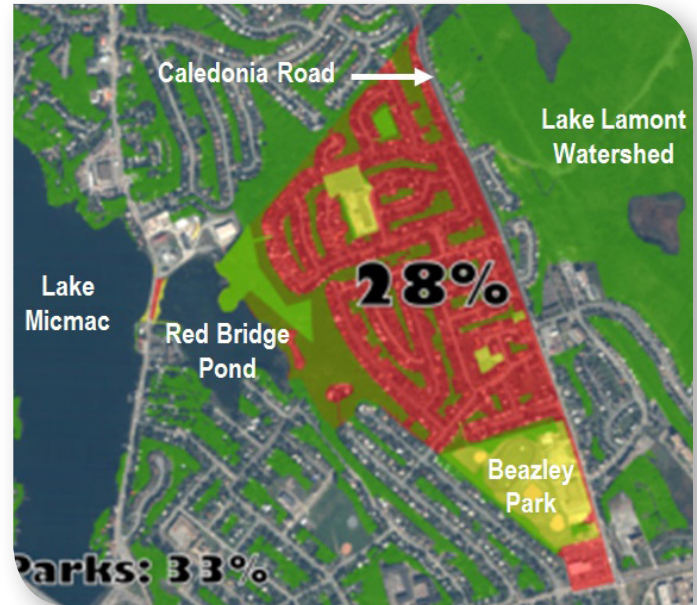 Caledonia Road
Lake Lamont
Watershed
28%
Lake
Micmac
Red Bridge
Pond
Beazley
Park
Parks: 33%